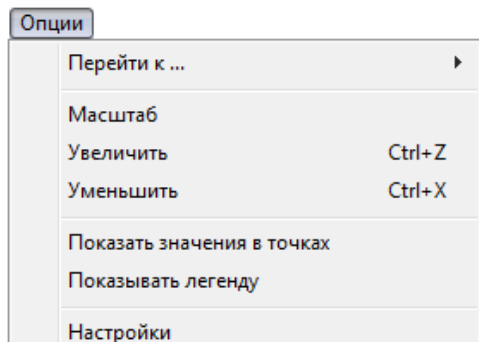 Опции
Перейти к ...
Масштаб
Увеличить Ctrl+Z
Уменьшить Ctrl+X
Показать значения в точках
Показывать легенду
Настройки